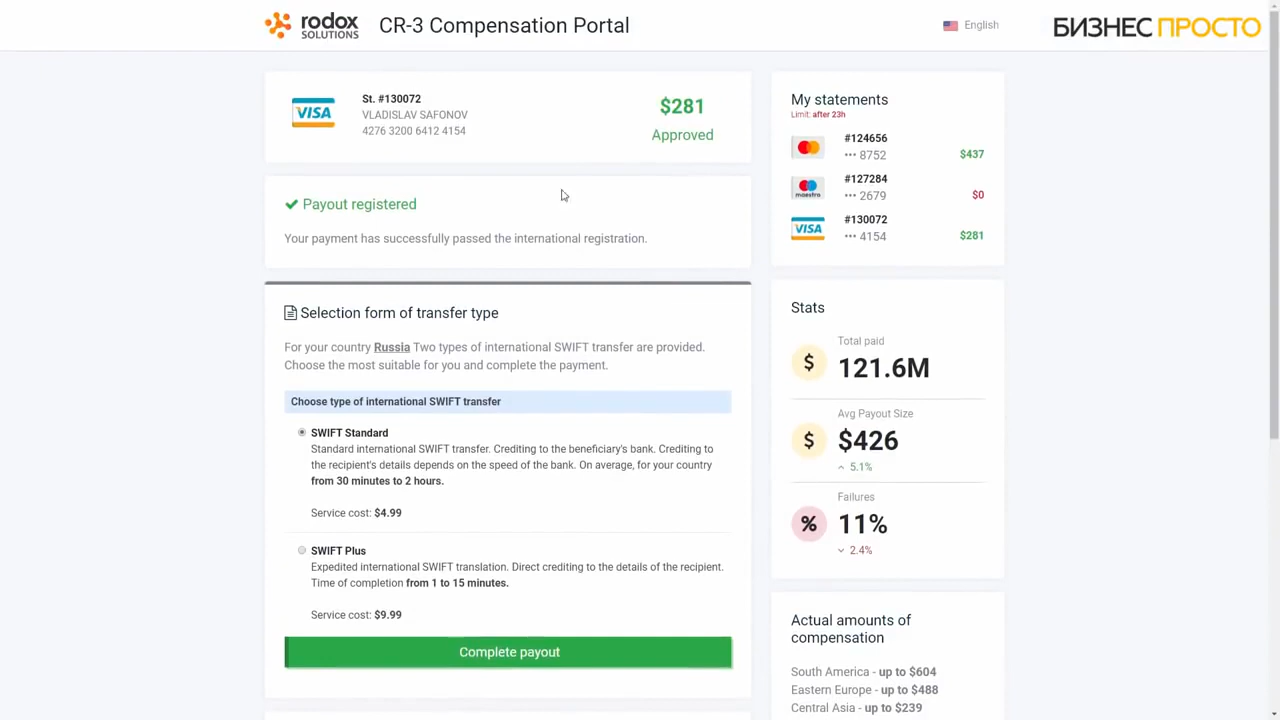 rodox
SOLUTIONS
CR-3 Compensation Portal
English
БИЗНЕС ПРОСТО
VISA
St. #130072
VLADISLAV SAFONOV
4276 3200 6412 4154
$281
Approved
Payout registered
Your payment has successfully passed the international registration.
Selection form of transfer type
For your country Russia Two types of international SWIFT transfer are provided.
Choose the most suitable for you and complete the payment.
Choose type of international SWIFT transfer
SWIFT Standard
Standard international SWIFT transfer. Crediting to the beneficiary's bank. Crediting to
the recipient's details depends on the speed of the bank. On average, for your country
from 30 minutes to 2 hours.
Service cost: $4.99
SWIFT Plus
Expedited international SWIFT translation. Direct crediting to the details of the recipient.
Time of completion from 1 to 15 minutes.
Service cost: $9.99
Complete payout
My statements
Limit: after 23h
#124656
••• 8752
$437
maestro
#127284
••• 2679
$0
VISA
#130072
••• 4154
$281
Stats
$
Total paid
121.6M
$
Avg Payout Size
$426
5.1%
%
Failures
11%
2.4%
Actual amounts of
compensation
South America - up to $604
Eastern Europe - up to $488
Central Asia - up to $239